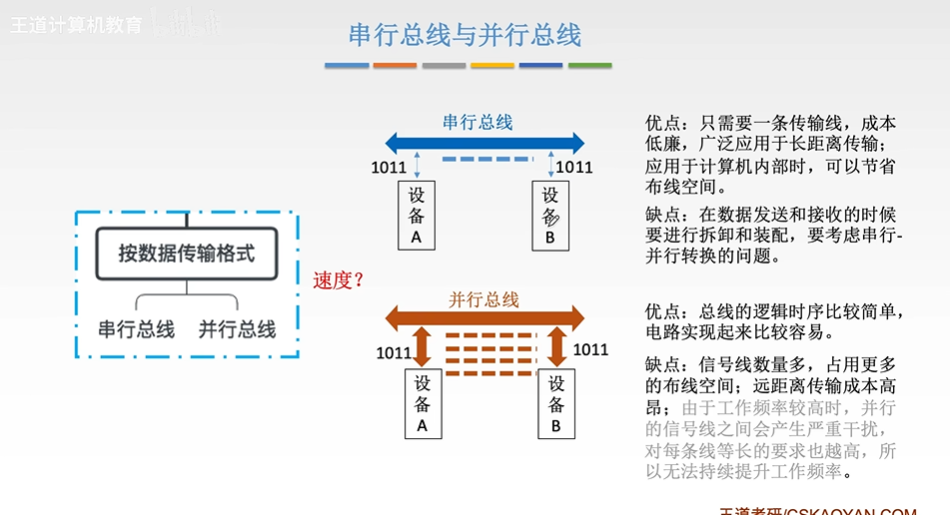 王道计算机教育
bilibili
串行总线与并行总线
按数据传输格式
串行总线 并行总线
速度？
串行总线
1011 1011
设备A
设备B
并行总线
1011 1011
设备A
设备B
优点：只需要一条传输线，成本
低廉，广泛应用于长距离传输；
应用于计算机内部时，可以节省
布线空间。
缺点：在数据发送和接收的时候
要进行拆卸和装配，要考虑串行-
并行转换的问题。
优点：总线的逻辑时序比较简单，
电路实现起来比较容易。
缺点：信号线数量多，占用更多
的布线空间；远距离传输成本高
昂；由于工作频率较高时，并行
的信号线之间会产生严重干扰，
对每条线等长的要求也越高，所
以无法持续提升工作频率。
王道考研/CSKAOYAN.COM